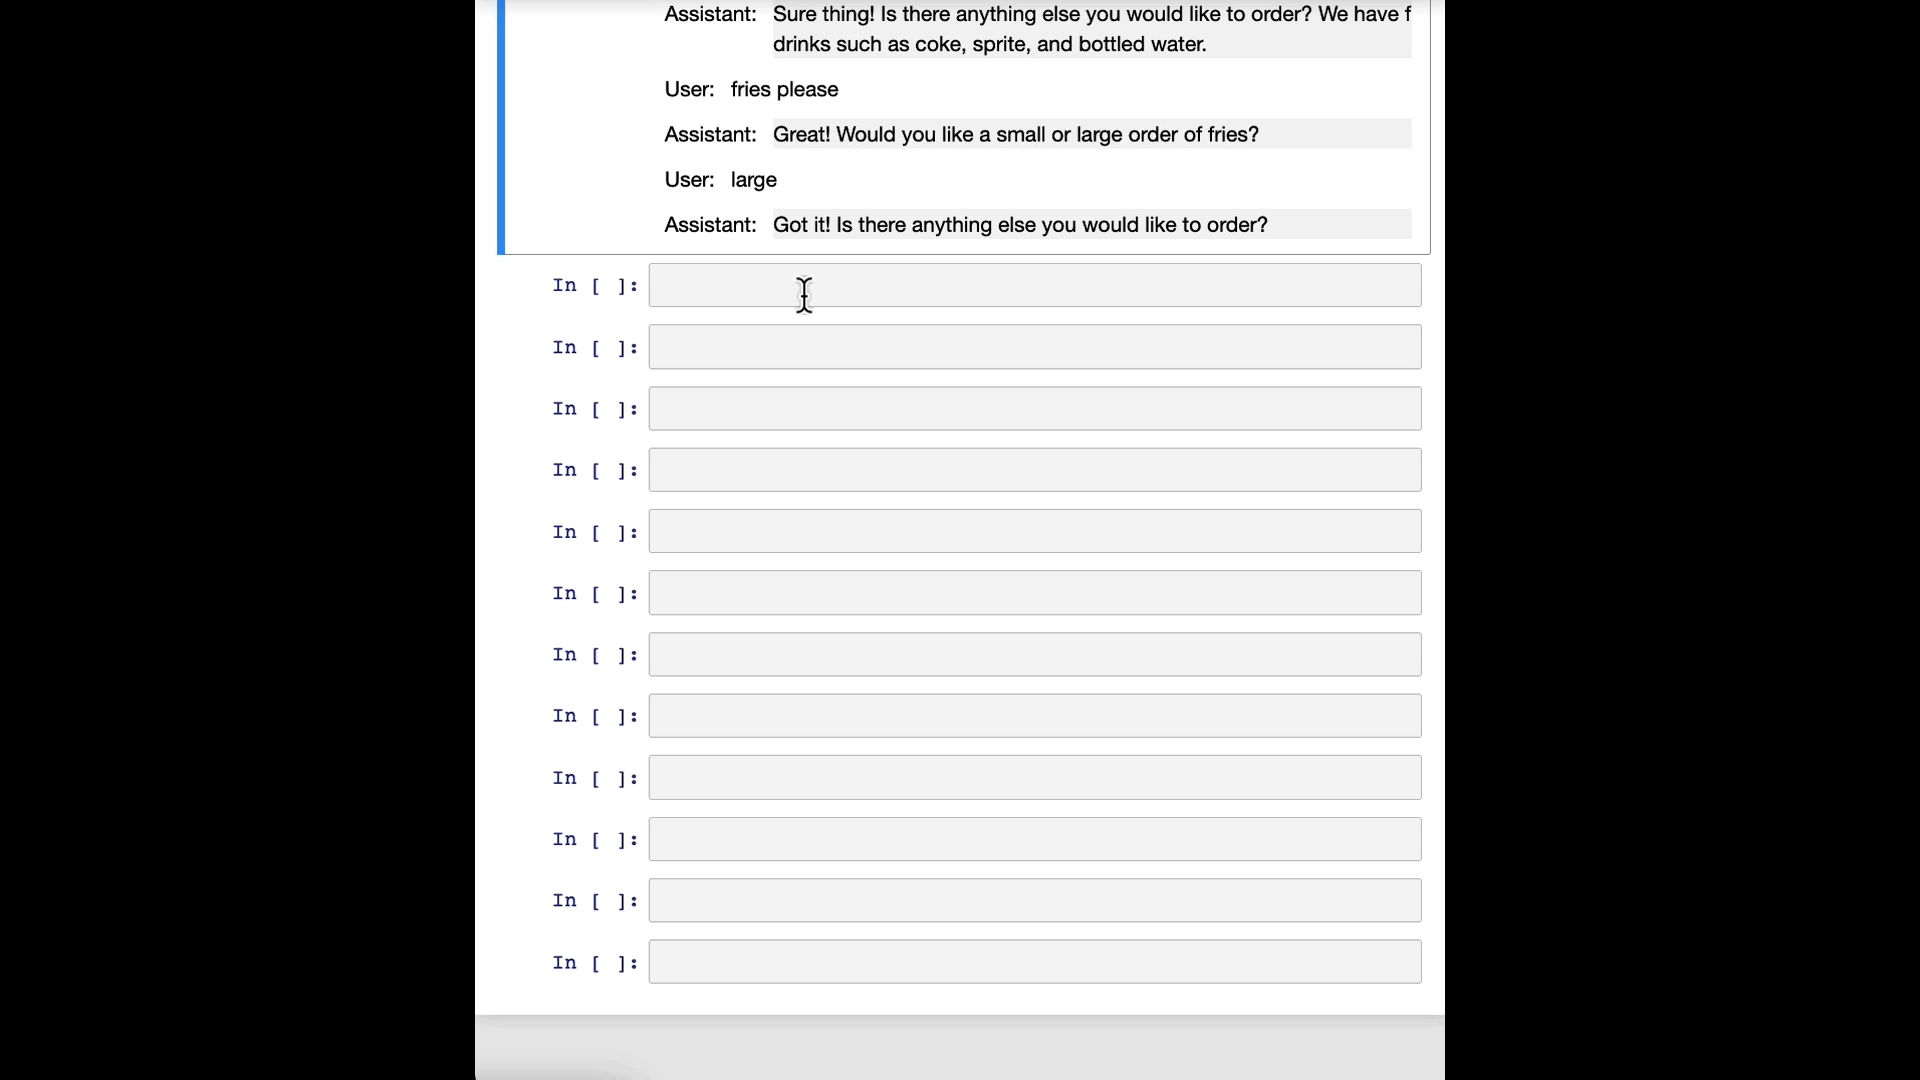 Assistant: Sure thing! Is there anything else you would like to order? We have f
drinks such as coke, sprite, and bottled water.
User: fries please
Assistant: Great! Would you like a small or large order of fries?
User: large
Assistant: Got it! Is there anything else you would like to order?
In [ ]:
In [ ]:
In [ ]:
In [ ]:
In [ ]:
In [ ]:
In [ ]:
In [ ]:
In [ ]:
In [ ]:
In [ ]:
In [ ]: